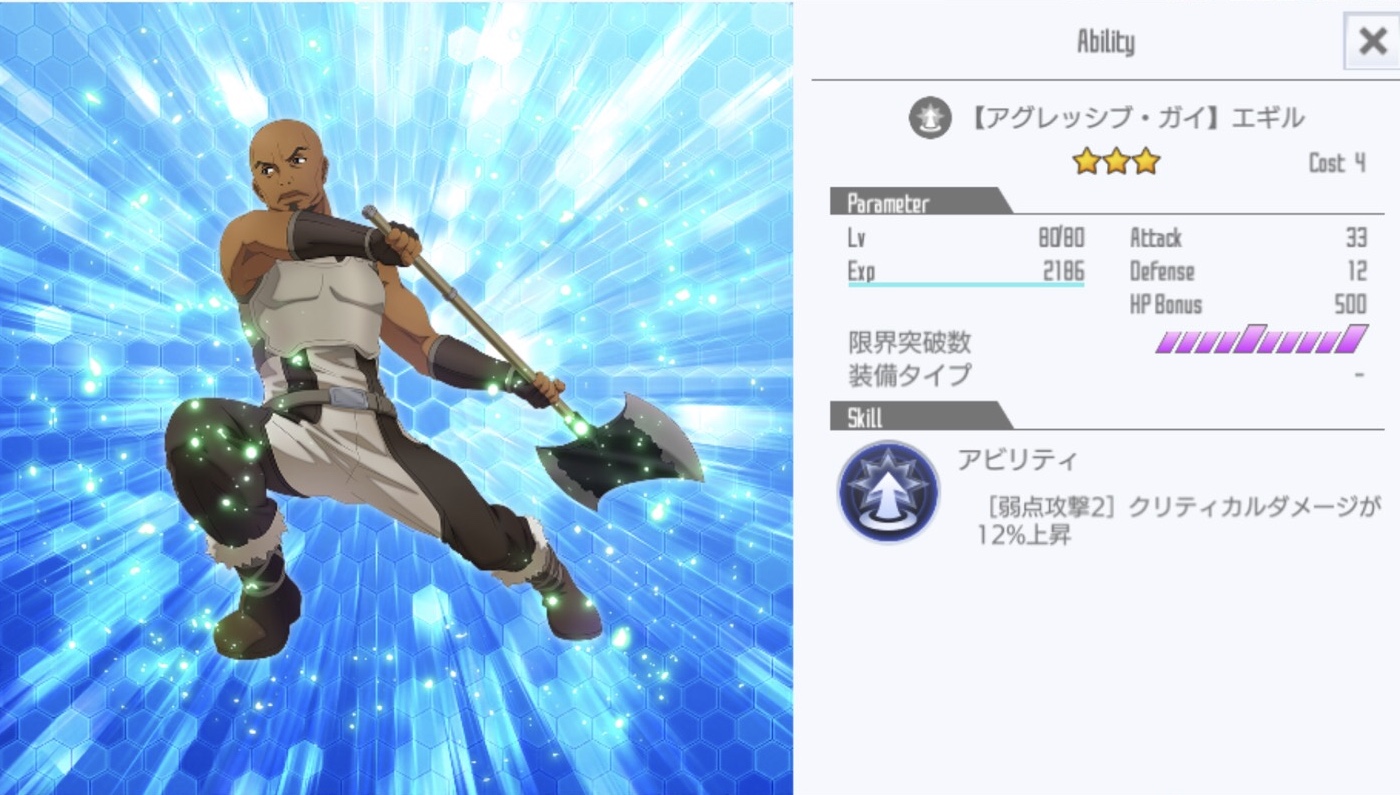 Ability
【アグレッシブ・ガイ】エギル
Cost 4
Parameter
Lv 80/80
Attack 33
Exp 2186
Defense 12
HP Bonus 500
限界突破数
装備タイプ -
Skill
アビリティ
［弱点攻撃2］クリティカルダメージが
12%上昇